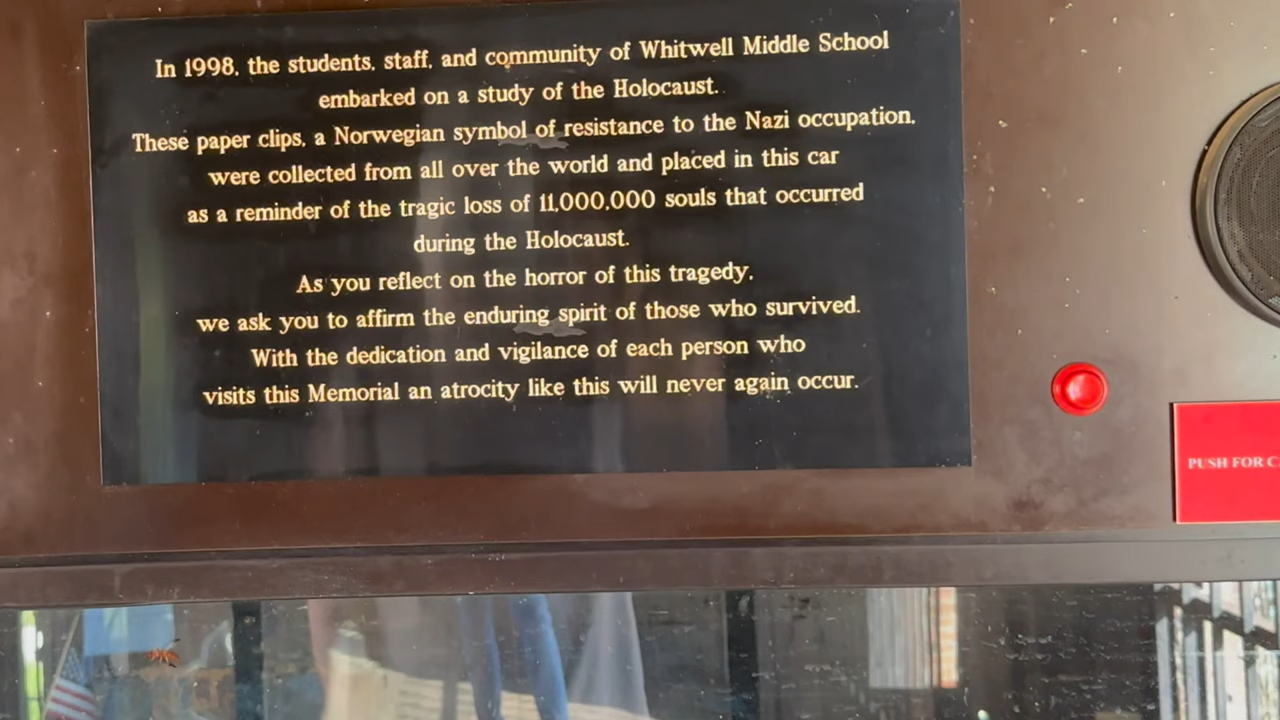 In 1998, the students, staff, and community of Whitwell Middle School
embarked on a study of the Holocaust.
These paper clips, a Norwegian symbol of resistance to the Nazi occupation,
were collected from all over the world and placed in this car
as a reminder of the tragic loss of 11,000,000 souls that occurred
during the Holocaust.
As you reflect on the horror of this tragedy,
we ask you to affirm the enduring spirit of those who survived.
With the dedication and vigilance of each person who
visits this Memorial an atrocity like this will never again occur.
PUSH FOR